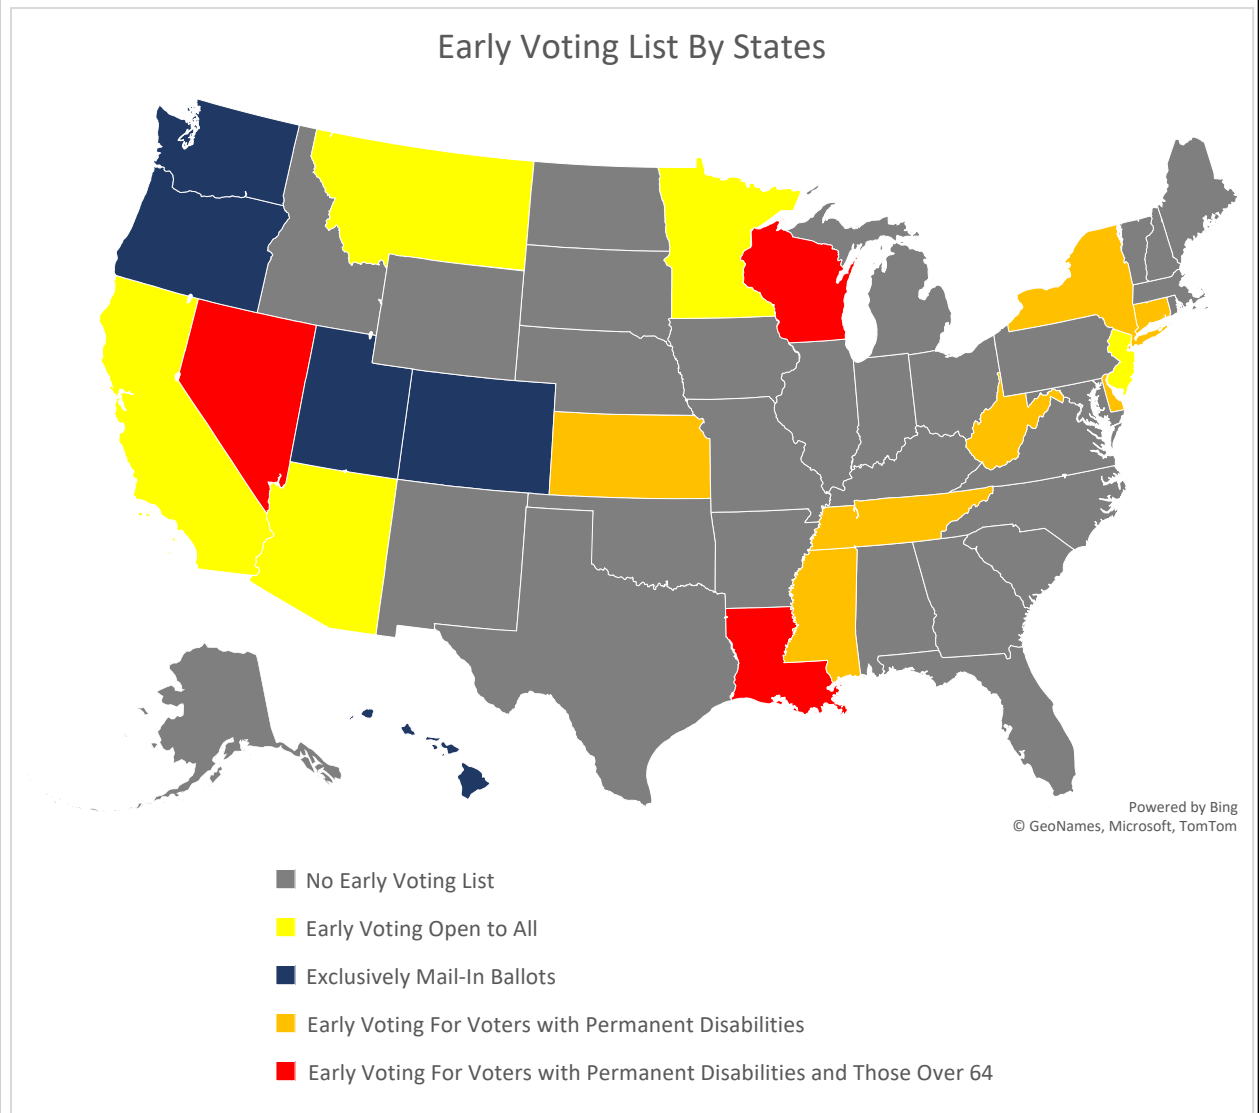 Early Voting List By States
Powered by Bing
© GeoNames, Microsoft, TomTom
No Early Voting List
Early Voting Open to All
Exclusively Mail-In Ballots
Early Voting For Voters with Permanent Disabilities
Early Voting For Voters with Permanent Disabilities and Those Over 64